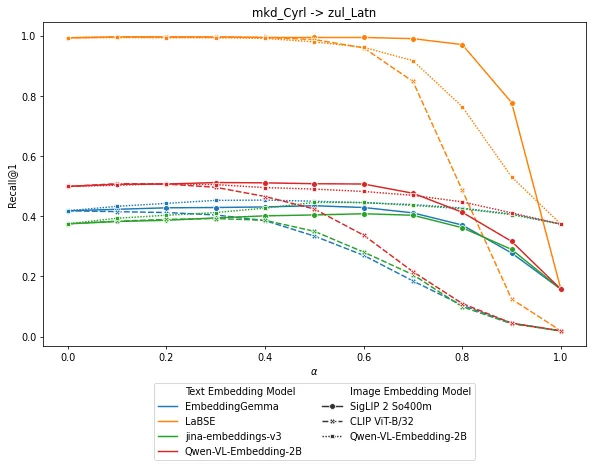 mkd_Cyrl -> zul_Latn
Recall@1
1.0
0.8
0.6
0.4
0.2
0.0
0.0 0.2 0.4 0.6 0.8 1.0
α
Text Embedding Model
EmbeddingGemma
LaBSE
jina-embeddings-v3
Qwen-VL-Embedding-2B
Image Embedding Model
SigLIP 2 So400m
CLIP ViT-B/32
Qwen-VL-Embedding-2B